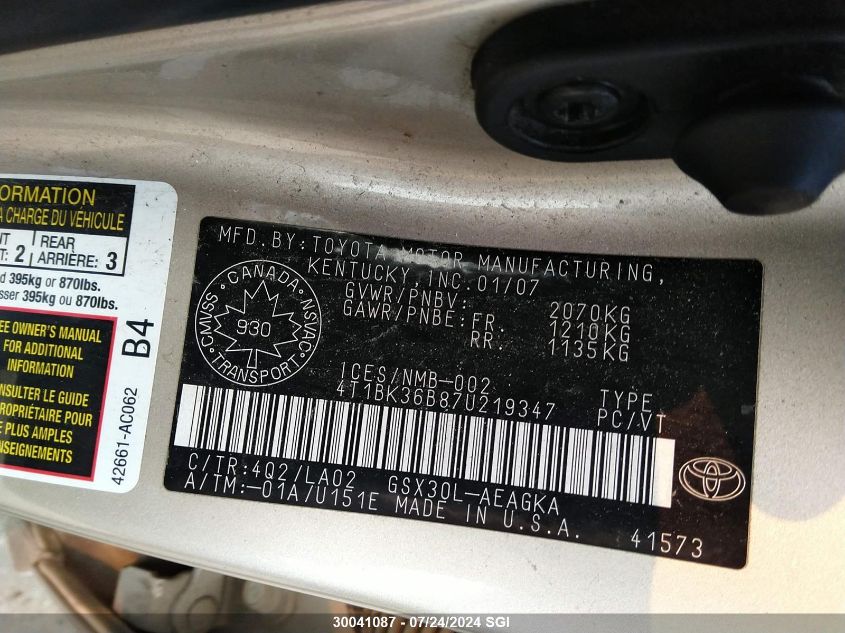 ORMATION
A CHARGE DU VÉHICULE
NT
T: 2
REAR
ARRIÈRE: 3
d 395kg or 870lbs.
sser 395kg ou 870lbs.
EE OWNER'S MANUAL
FOR ADDITIONAL
INFORMATION
NSULTER LE GUIDE
PROPRIÉTAIRE POUR
PLUS AMPLES
NSEIGNEMENTS
42661-AC062 B4
MFD.BY:TOYOTA MOTOR MANUFACTURING,
KENTUCKY, INC.01/07
GVWR/PNBV: 2070KG
GAWR/PNBE:FR. 1210KG
RR. 1135KG
CANADA
CMVSS 930 NSVAC
TRANSPORT
ICES/NMB-002
4T1BK36B87U219347
TYPE
PC/VT
C/TR:4Q2/LA02 GSX30L-AEAGKA
A/TM:-01A/U151E MADE IN U.S.A.
41573
30041087 - 07/24/2024 SGI